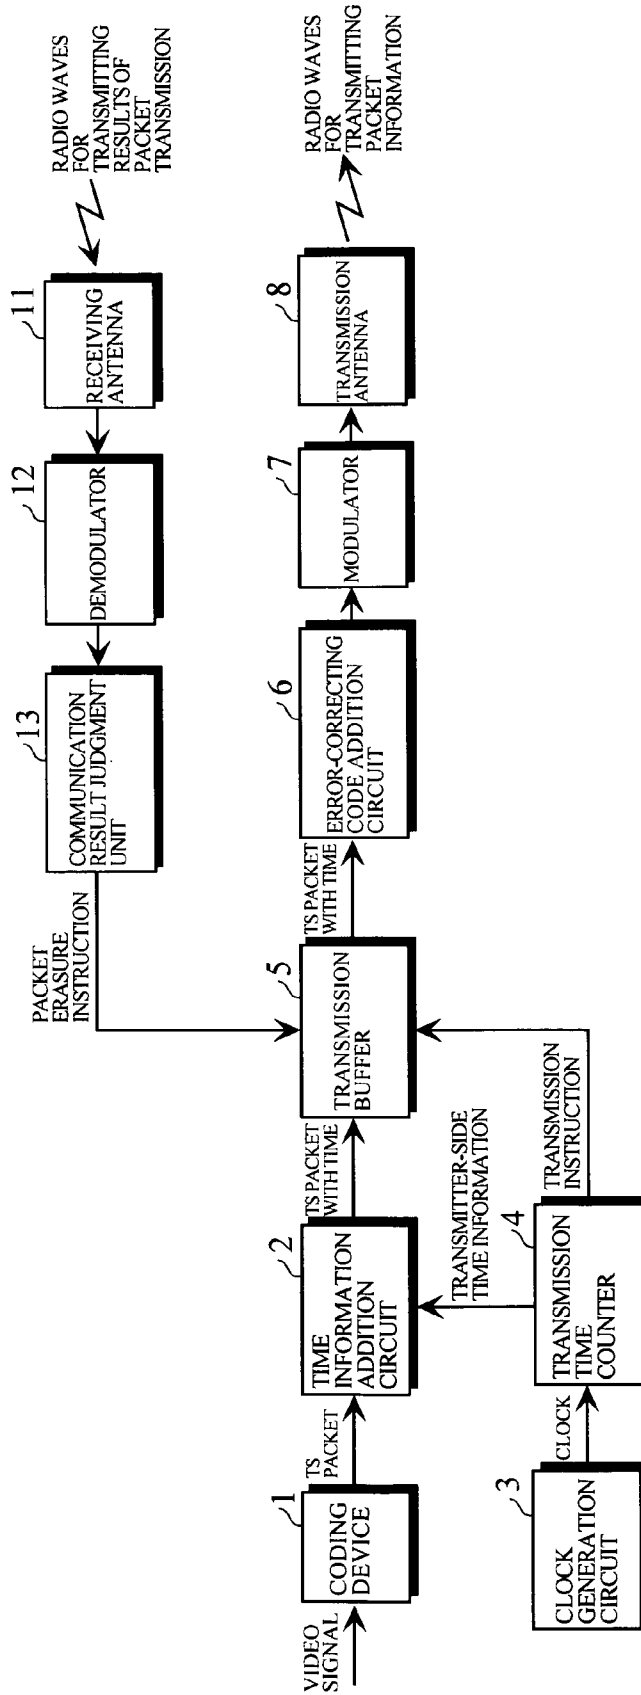 RADIO WAVES
FOR
TRANSMITTING
RESULTS OF
PACKET
TRANSMISSION
11
RECEIVING
ANTENNA
12
DEMODULATOR
13
COMMUNICATION
RESULT JUDGMENT
UNIT
PACKET
ERASURE
INSTRUCTION
VIDEO
SIGNAL
1
CODING
DEVICE
TS
PACKET
2
TIME
INFORMATION
ADDITION
CIRCUIT
TS PACKET
WITH TIME
5
TRANSMISSION
BUFFER
TS PACKET
WITH TIME
6
ERROR-CORRECTING
CODE ADDITION
CIRCUIT
7
MODULATOR
8
TRANSMISSION
ANTENNA
RADIO WAVES
FOR
TRANSMITTING
PACKET
INFORMATION
3
CLOCK
GENERATION
CIRCUIT
CLOCK
4
TRANSMISSION
TIME
COUNTER
TRANSMITTER-SIDE
TIME INFORMATION
TRANSMISSION
INSTRUCTION